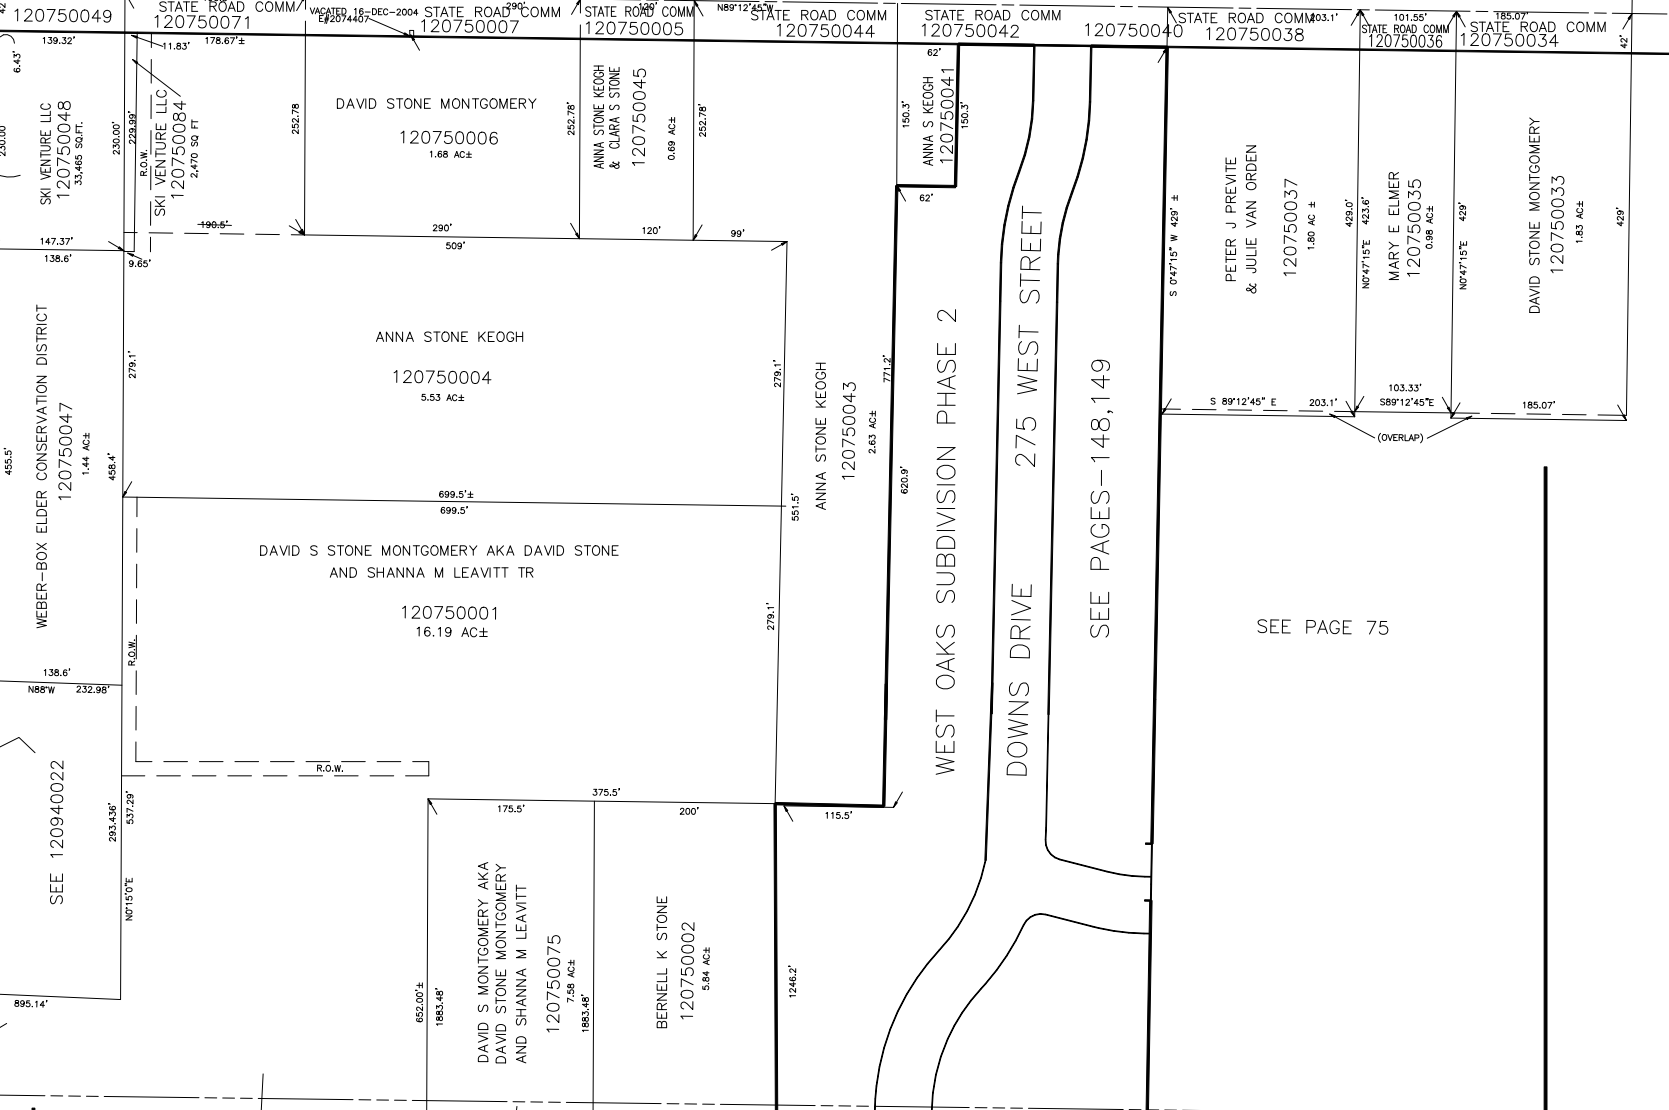 120750049
STATE ROAD COMM
120750071
VACATED 16-DEC-2004
E#2074407
STATE ROAD COMM
290'
120750007
STATE ROAD COMM
120'
120750005
N89°12'45"W
STATE ROAD COMM
120750044
STATE ROAD COMM
120750042
120750040
STATE ROAD COMM
203.1'
120750038
101.55'
STATE ROAD COMM
120750036
185.07'
STATE ROAD COMM
120750034
42'
139.32'
11.83'
178.67'±
6.43'
230.00
SKI VENTURE LLC
120750048
33,465 SQ.FT.
230.00'
229.99'
R.O.W.
SKI VENTURE LLC
120750084
2,470 SQ FT
252.78
DAVID STONE MONTGOMERY
120750006
1.68 AC±
252.78'
ANNA STONE KEOGH
& CLARA S STONE
120750045
0.69 AC±
252.78'
62'
150.3'
ANNA S KEOGH
120750041
150.3'
62'
S 0°47'15" W 429' ±
PETER J PREVITE
& JULIE VAN ORDEN
120750037
1.80 AC ±
429.0'
N0°47'15"E 423.6'
MARY E ELMER
120750035
0.98 AC±
N0°47'15"E 429'
DAVID STONE MONTGOMERY
120750033
1.83 AC±
429'
147.37'
138.6'
9.65'
190.5'
290'
509'
120'
99'
WEBER-BOX ELDER CONSERVATION DISTRICT
120750047
1.44 AC±
455.5'
458.4'
279.1'
ANNA STONE KEOGH
120750004
5.53 AC±
279.1'
ANNA STONE KEOGH
120750043
2.63 AC±
771.2'
620.9'
551.5'
WEST OAKS SUBDIVISION PHASE 2
DOWNS DRIVE 275 WEST STREET
SEE PAGES-148,149
S 89°12'45" E 203.1'
103.33'
S89°12'45"E
185.07'
(OVERLAP)
699.5'±
699.5'
DAVID S STONE MONTGOMERY AKA DAVID STONE
AND SHANNA M LEAVITT TR
120750001
16.19 AC±
279.1'
SEE PAGE 75
R.O.W.
138.6'
N88°W 232.98'
R.O.W.
SEE 120940022
293.436'
537.29'
N0°15'0"E
895.14'
375.5'
175.5'
200'
115.5'
652.00'±
1883.48'
DAVID S MONTGOMERY AKA
DAVID STONE MONTGOMERY
AND SHANNA M LEAVITT
120750075
7.58 AC±
1883.48'
BERNELL K STONE
120750002
5.84 AC±
1246.2'